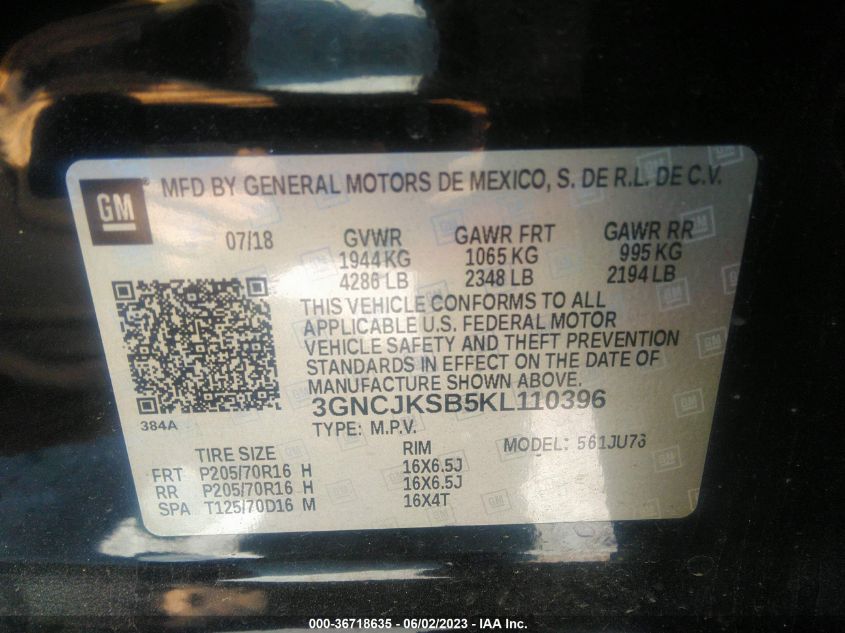 GM
MFD BY GENERAL MOTORS DE MEXICO, S. DE R.L. DE C.V.
07/18 GVWR GAWR FRT GAWR RR
1944 KG 1065 KG 995 KG
4286 LB 2348 LB 2194 LB
THIS VEHICLE CONFORMS TO ALL
APPLICABLE U.S. FEDERAL MOTOR
VEHICLE SAFETY AND THEFT PREVENTION
STANDARDS IN EFFECT ON THE DATE OF
MANUFACTURE SHOWN ABOVE.
384A
3GNCJKSB5KL110396
TYPE: M.P.V. MODEL: 561JU76
TIRE SIZE RIM
FRT P205/70R16 H 16X6.5J
RR P205/70R16 H 16X6.5J
SPA T125/70D16 M 16X4T
000-36718635 - 06/02/2023 - IAA Inc.